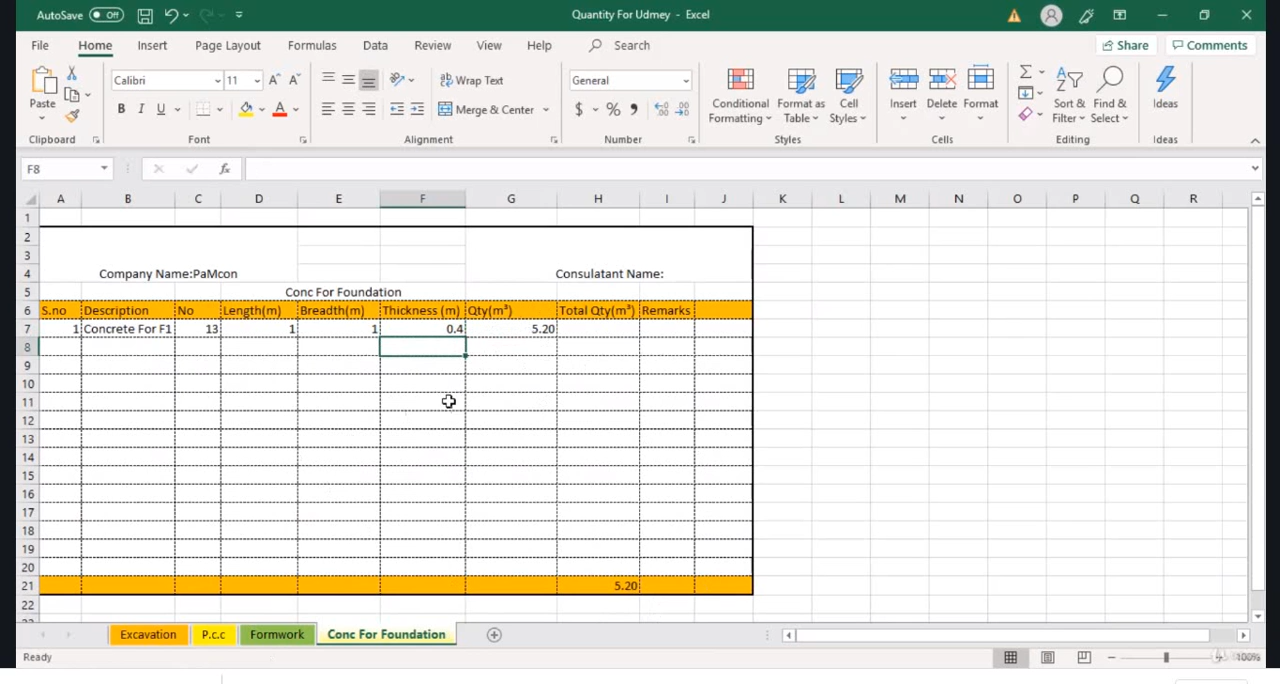 AutoSave Off Quantity For Udmey - Excel
File Home Insert Page Layout Formulas Data Review View Help Search Share Comments
Paste Calibri 11 Wrap Text General Conditional Formatting Format as Table Cell Styles Insert Delete Format Sort & Filter Find & Select Ideas
B I U Merge & Center $ %
Clipboard Font Alignment Number Styles Cells Editing Ideas
F8 fx
A B C D E F G H I J K L M N O P Q R
1
2
3
4 Company Name:PaMcon Consulatant Name:
5 Conc For Foundation
6 S.no Description No Length(m) Breadth(m) Thickness (m) Qty(m³) Total Qty(m³) Remarks
7 1 Concrete For F1 13 1 1 0.4 5.20
8
9
10
11
12
13
14
15
16
17
18
19
20
21 5.20
22
Excavation P.c.c Formwork Conc For Foundation
Ready 100%